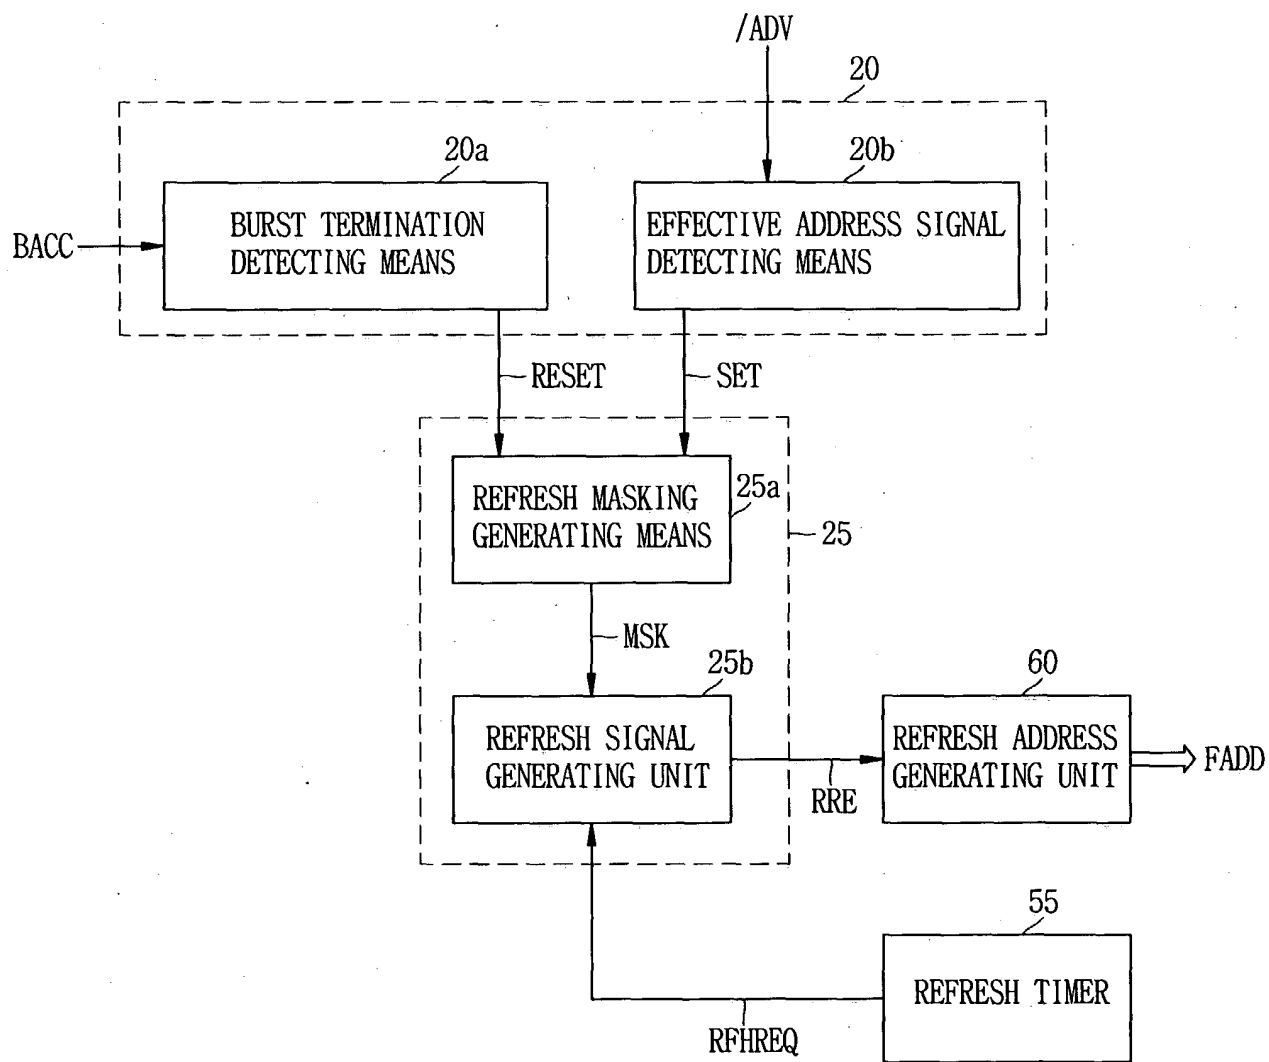 /ADV
20
20a
20b
BURST TERMINATION
DETECTING MEANS
EFFECTIVE ADDRESS SIGNAL
DETECTING MEANS
BACC
RESET
SET
REFRESH MASKING
GENERATING MEANS
25a
25
MSK
25b
60
REFRESH SIGNAL
GENERATING UNIT
REFRESH ADDRESS
GENERATING UNIT
FADD
RRE
55
REFRESH TIMER
RFHREQ